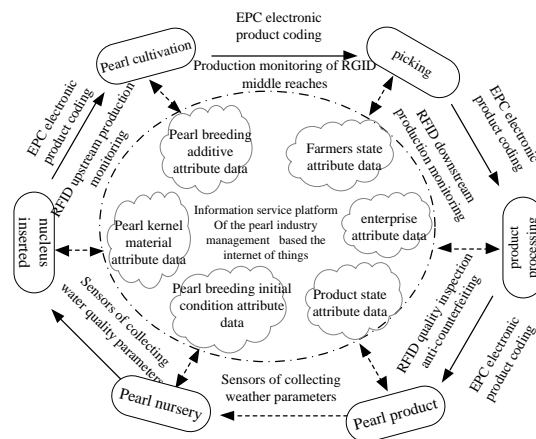 EPC electronic
product coding
Pearl cultivation
picking
Production monitoring of RGID
middle reaches
EPC electronic
product coding
RFID upstream production
monitoring
Pearl breeding
additive
attribute data
Farmers state
attribute data
RFID downstream
production monitoring
EPC electronic
product coding
nucleus
inserted
Pearl kernel
material
attribute data
Information service platform
Of the pearl industry
management based the
internet of things
enterprise
attribute data
product
processing
Pearl breeding initial
condition attribute
data
Product state
attribute data
Sensors of collecting
water quality parameters
RFID quality inspection
anti-counterfeiting
EPC electronic
product coding
Pearl nursery
Sensors of collecting
weather parameters
Pearl product